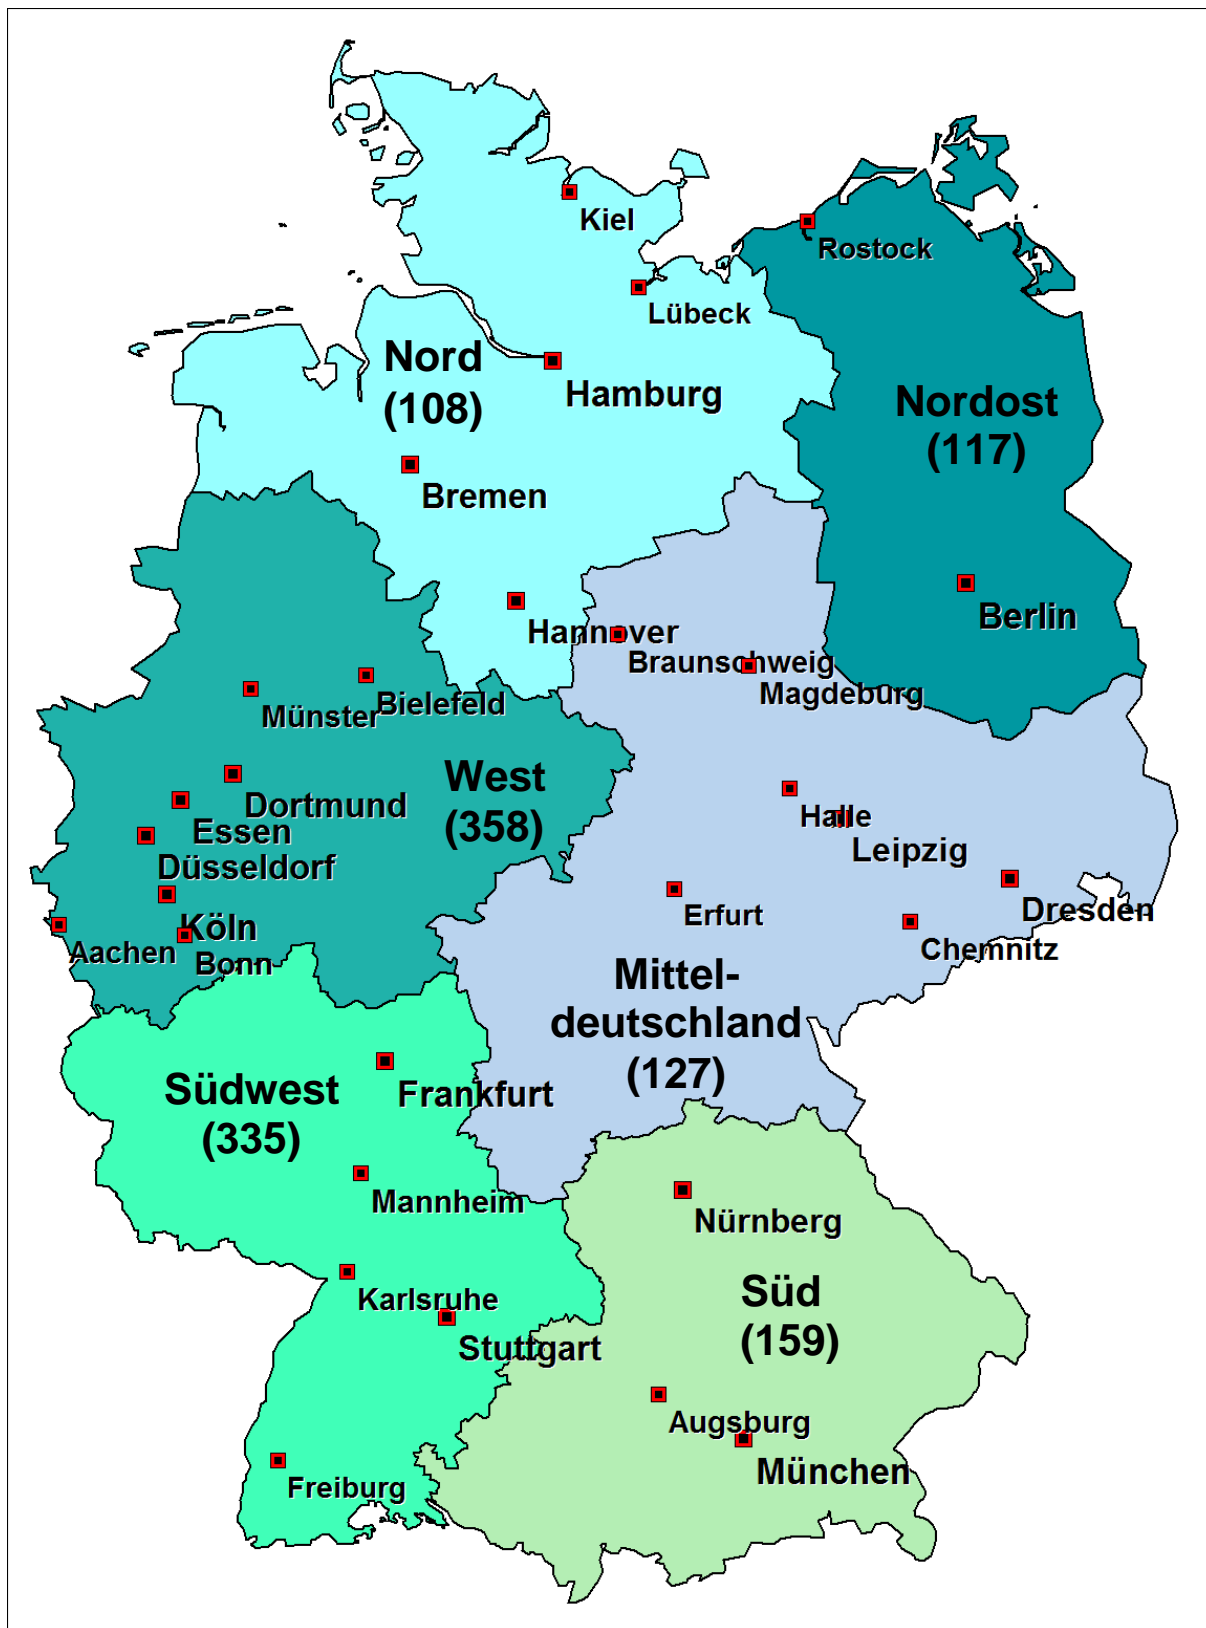 Kiel
Rostock
Lübeck
Nord
(108)
Hamburg
Nordost
(117)
Bremen
Berlin
Hannover
Braunschweig
Magdeburg
Bielefeld
Münster
West
(358)
Dortmund
Essen
Düsseldorf
Halle
Leipzig
Köln
Aachen
Bonn
Erfurt
Dresden
Chemnitz
Mittel-
deutschland
(127)
Südwest
(335)
Frankfurt
Mannheim
Nürnberg
Karlsruhe
Stuttgart
Süd
(159)
Augsburg
München
Freiburg